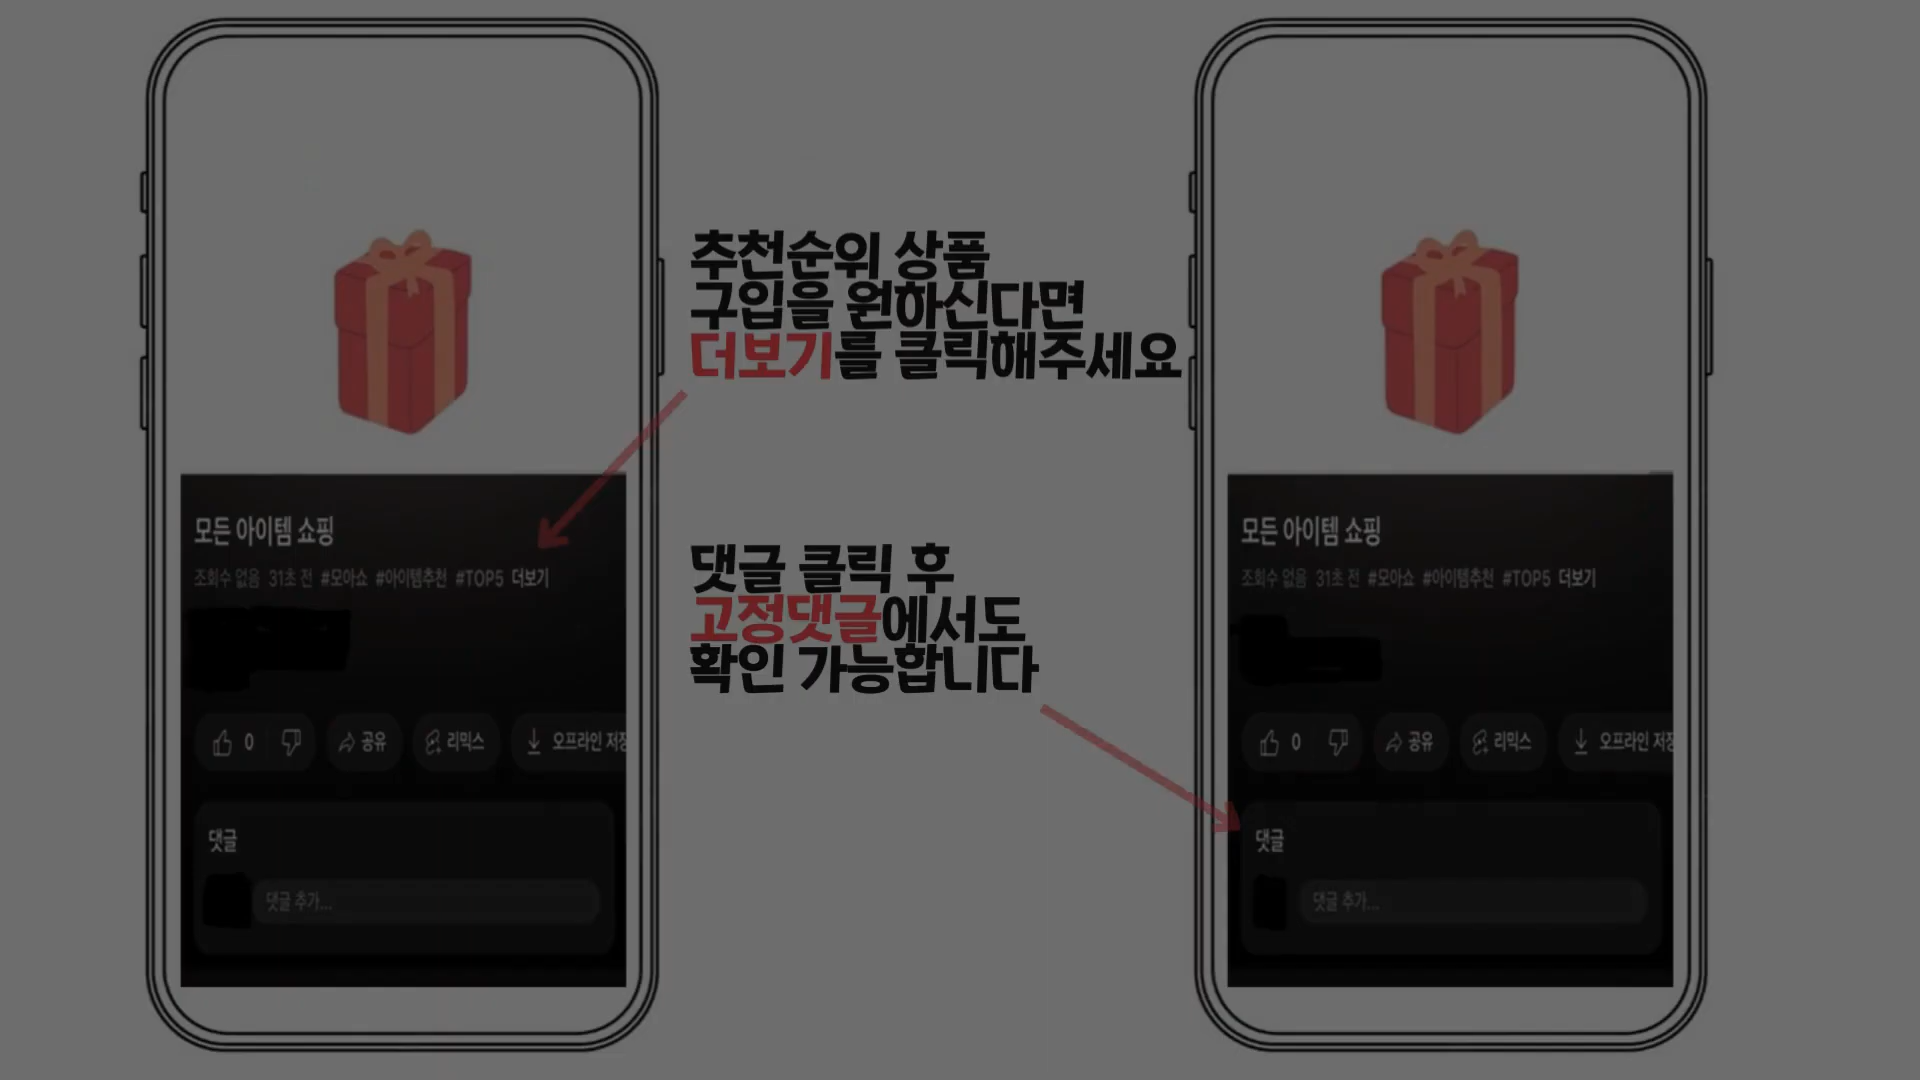 추천순위 상품
구입을 원하신다면
더보기를 클릭해주세요
모든 아이템 쇼핑
조회수 없음 31초 전 #모아쇼 #아이템추천 #TOP5 더보기
0
공유
리믹스
오프라인 저장
댓글
댓글 추가...
댓글 클릭 후
고정댓글에서도
확인 가능합니다
모든 아이템 쇼핑
조회수 없음 31초 전 #모아쇼 #아이템추천 #TOP5 더보기
0
공유
리믹스
오프라인 저장
댓글
댓글 추가...